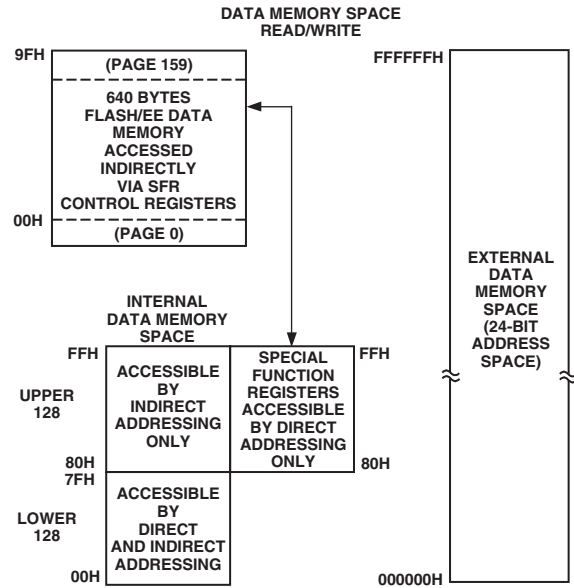 DATA MEMORY SPACE
READ/WRITE
9FH
(PAGE 159)
640 BYTES
FLASH/EE DATA
MEMORY
ACCESSED
INDIRECTLY
VIA SFR
CONTROL REGISTERS
00H
(PAGE 0)
INTERNAL
DATA MEMORY
SPACE
FFH
ACCESSIBLE
BY
INDIRECT
ADDRESSING
ONLY
UPPER
128
80H
SPECIAL
FUNCTION
REGISTERS
ACCESSIBLE
BY DIRECT
ADDRESSING
ONLY
FFH
80H
7FH
ACCESSIBLE
BY
DIRECT
AND INDIRECT
ADDRESSING
LOWER
128
00H
FFFFFFH
EXTERNAL
DATA
MEMORY
SPACE
(24-BIT
ADDRESS
SPACE)
000000H